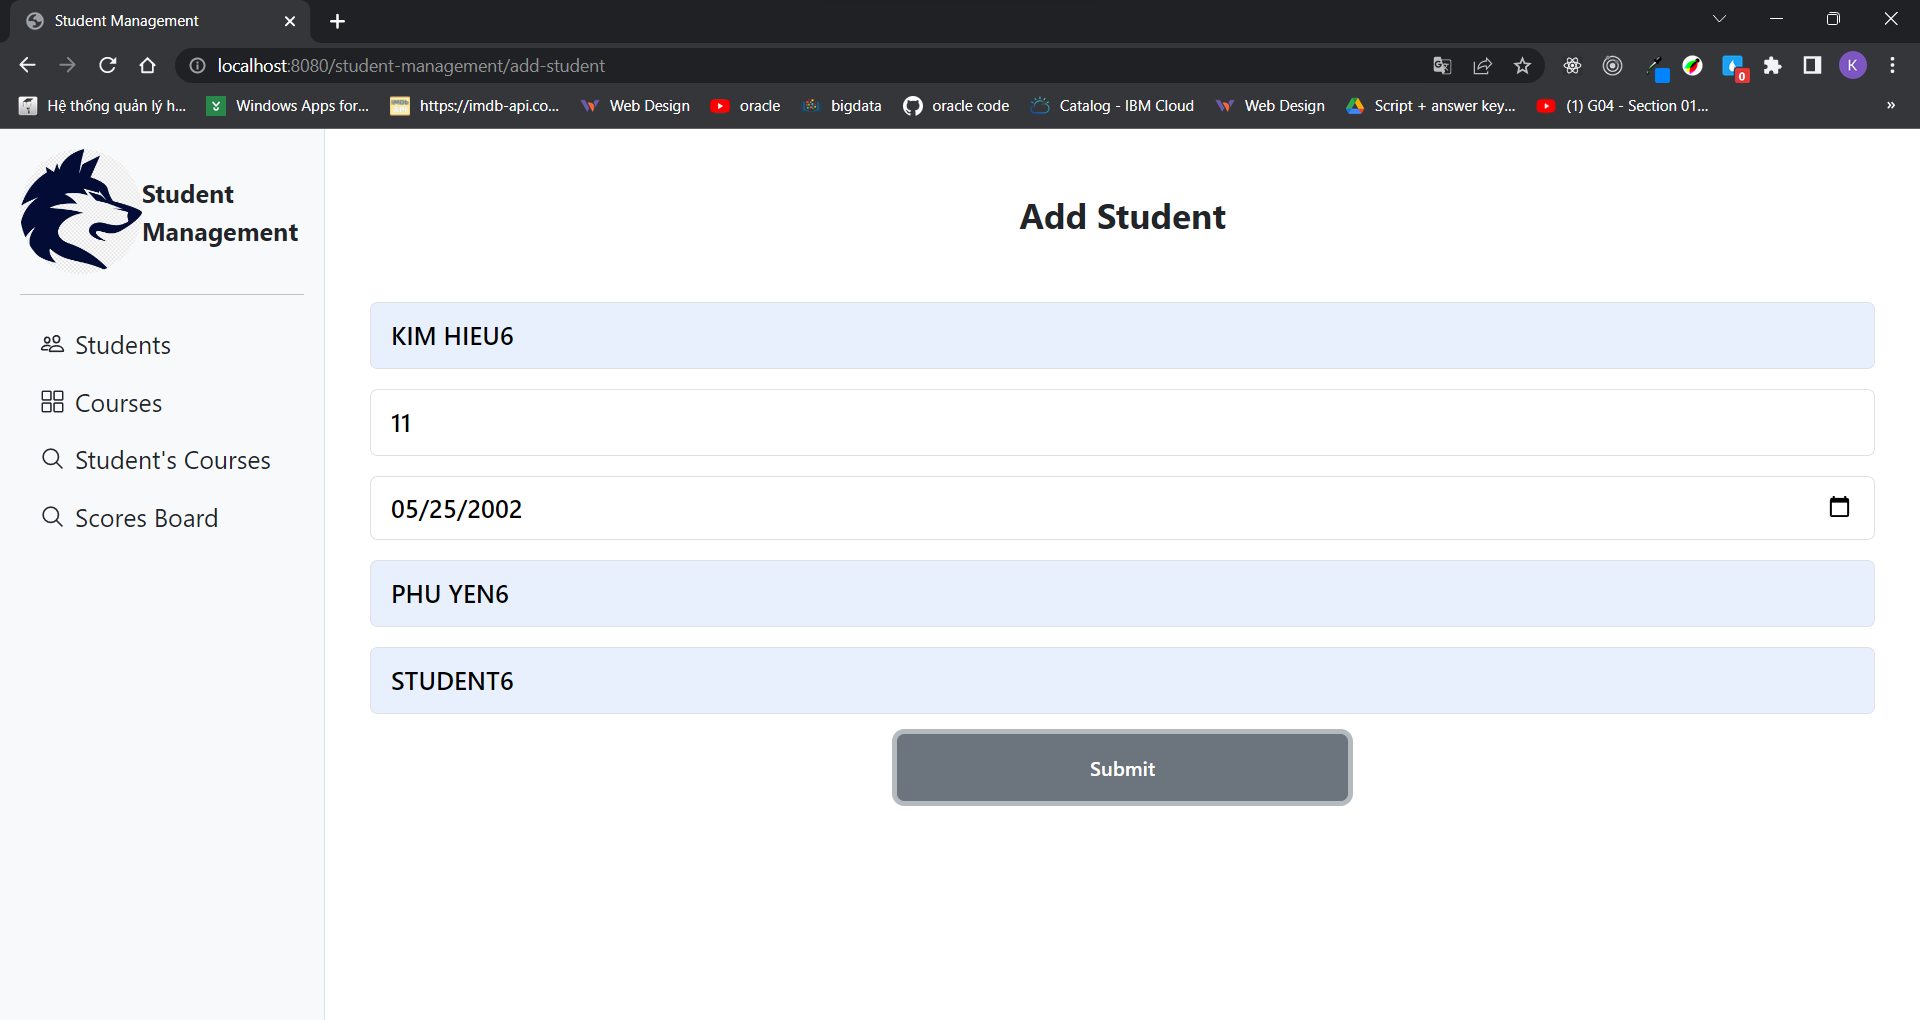 Student Management
localhost:8080/student-management/add-student
K
0
Hệ thống quản lý h...
Windows Apps for...
https://imdb-api.co...
Web Design
oracle
bigdata
oracle code
Catalog - IBM Cloud
Web Design
Script + answer key...
(1) G04 - Section 01...
»
Student
Management
Students
Courses
Student's Courses
Scores Board
Add Student
KIM HIEU6
11
05/25/2002
PHU YEN6
STUDENT6
Submit